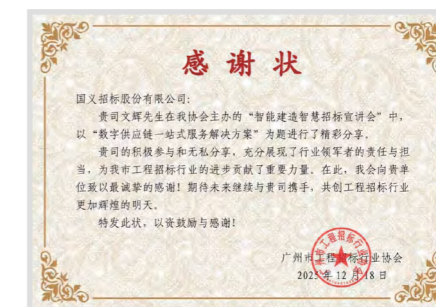 感谢状
国义招标股份有限公司：
贵司文辉先生在我协会主办的“智能建造智慧招标宣讲会”中，
以“数字供应链一站式服务解决方案”为题进行了精彩分享。
贵司的积极参与和无私分享，充分展现了行业领军者的责任与担
当，为我市工程招标行业的进步贡献了重要力量。在此，我会向贵单
位致以最诚挚的感谢！期待未来继续与贵司携手，共创工程招标行业
更加辉煌的明天。
特发此状，以资鼓励与感谢！
广州市工程招标行业协会
2025年12月18日